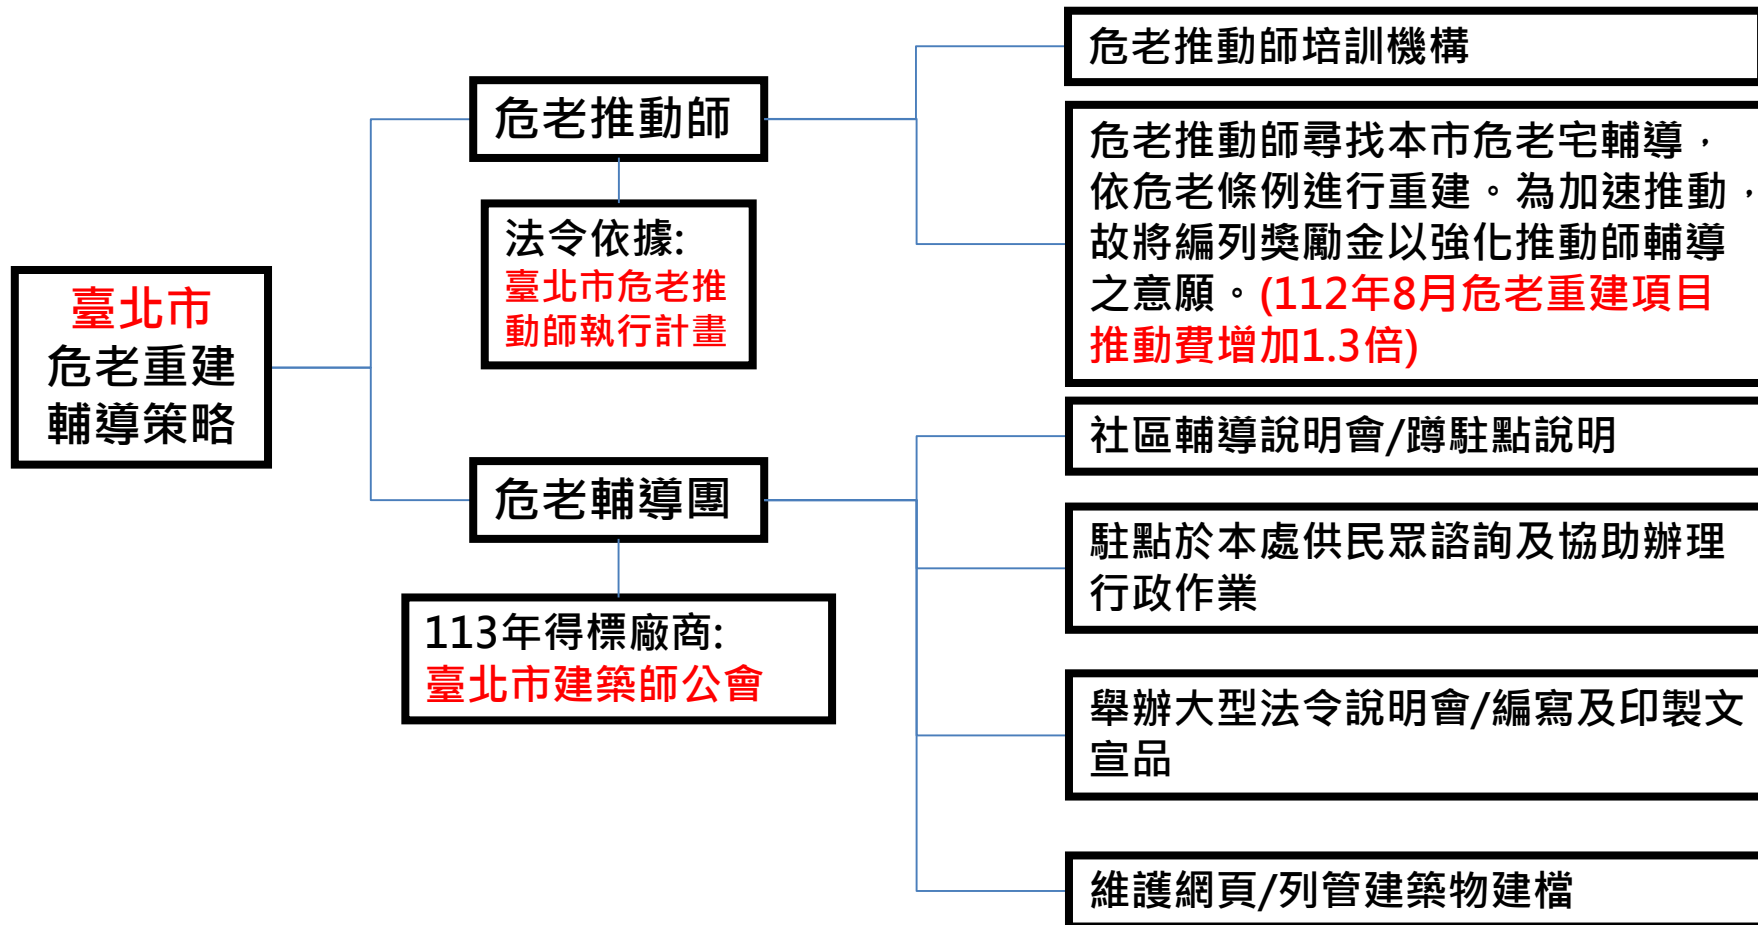 臺北市
危老重建
輔導策略
危老推動師
法令依據:
臺北市危老推
動師執行計畫
危老推動師培訓機構
危老推動師尋找本市危老宅輔導，
依危老條例進行重建。為加速推動，
故將編列獎勵金以強化推動師輔導
之意願。(112年8月危老重建項目
推動費增加1.3倍)
危老輔導團
113年得標廠商:
臺北市建築師公會
社區輔導說明會/蹲駐點說明
駐點於本處供民眾諮詢及協助辦理
行政作業
舉辦大型法令說明會/編寫及印製文
宣品
維護網頁/列管建築物建檔